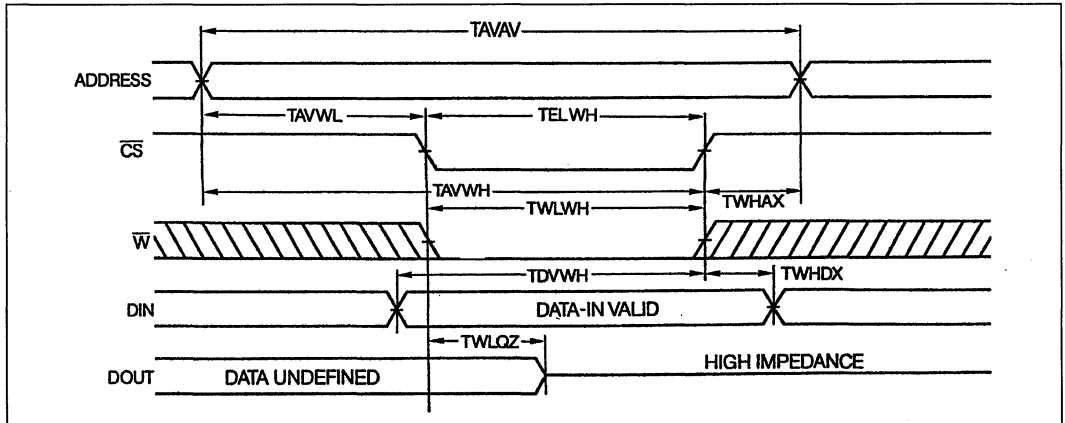 TAVAV
ADDRESS
TAVWL
TELWH
CS
TAVWH
TWHAX
TWLWH
W
TDVWH
TWHDX
DIN
DATA-IN VALID
TWLQZ
DOUT
DATA UNDEFINED
HIGH IMPEDANCE